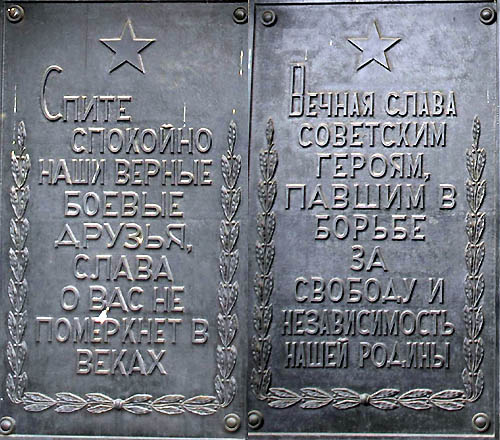 Спите
спокойно
наши верные
боевые
друзья,
слава
о вас не
померкнет в
веках
Вечная слава
советским
героям,
павшим в
борьбе
за
свободу и
независимость
нашей Родины